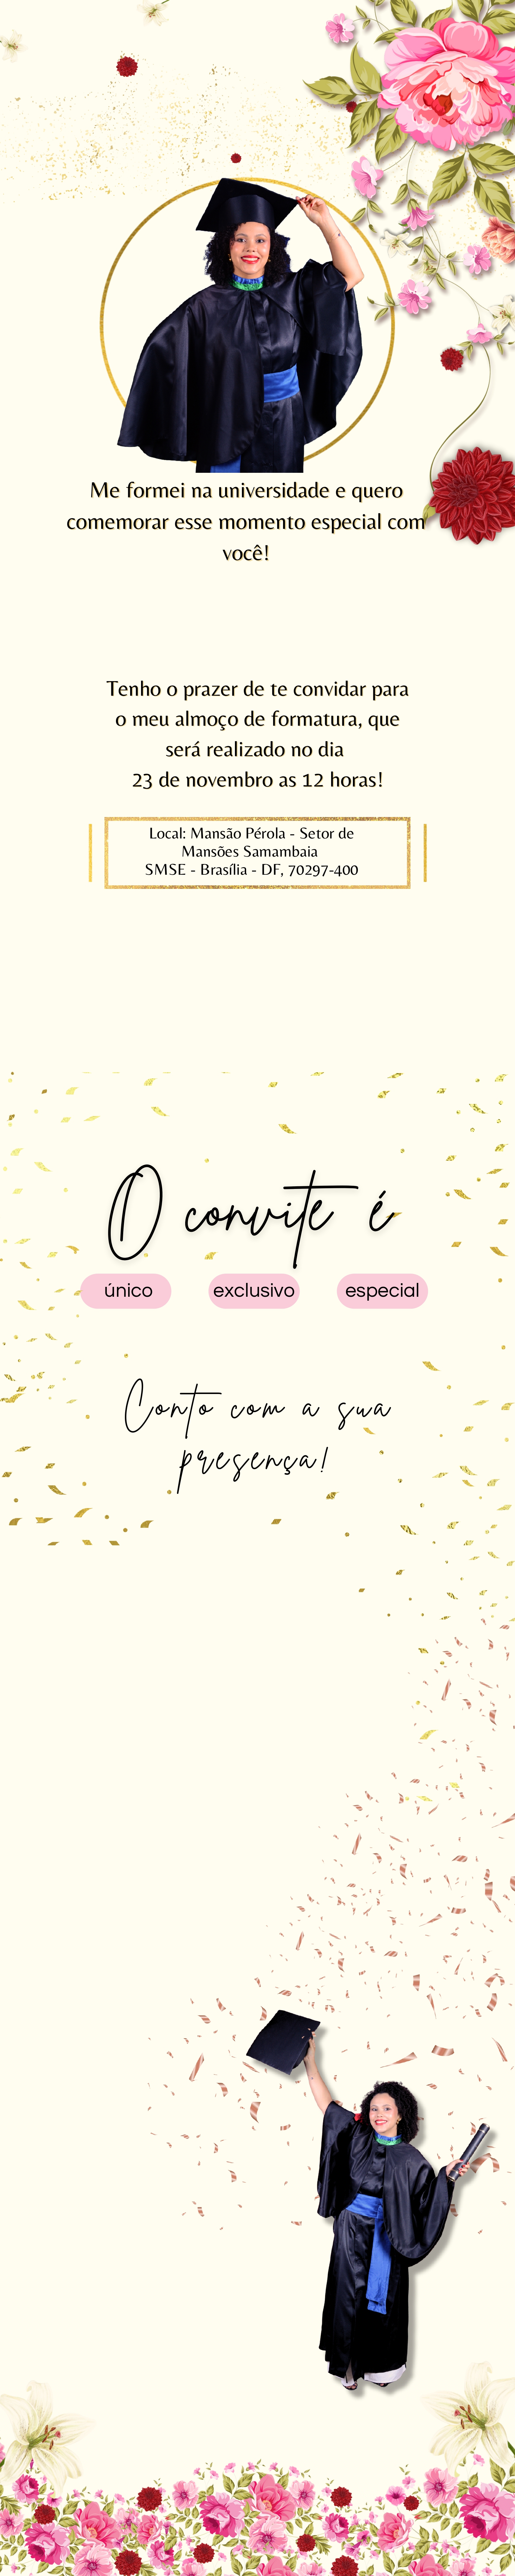 Me formei na universidade e quero
comemorar esse momento especial com
você!
Tenho o prazer de te convidar para
o meu almoço de formatura, que
será realizado no dia
23 de novembro as 12 horas!
Local: Mansão Pérola - Setor de
Mansões Samambaia
SMSE - Brasília - DF, 70297-400
O convite é
único exclusivo especial
Conto com a sua
presença!